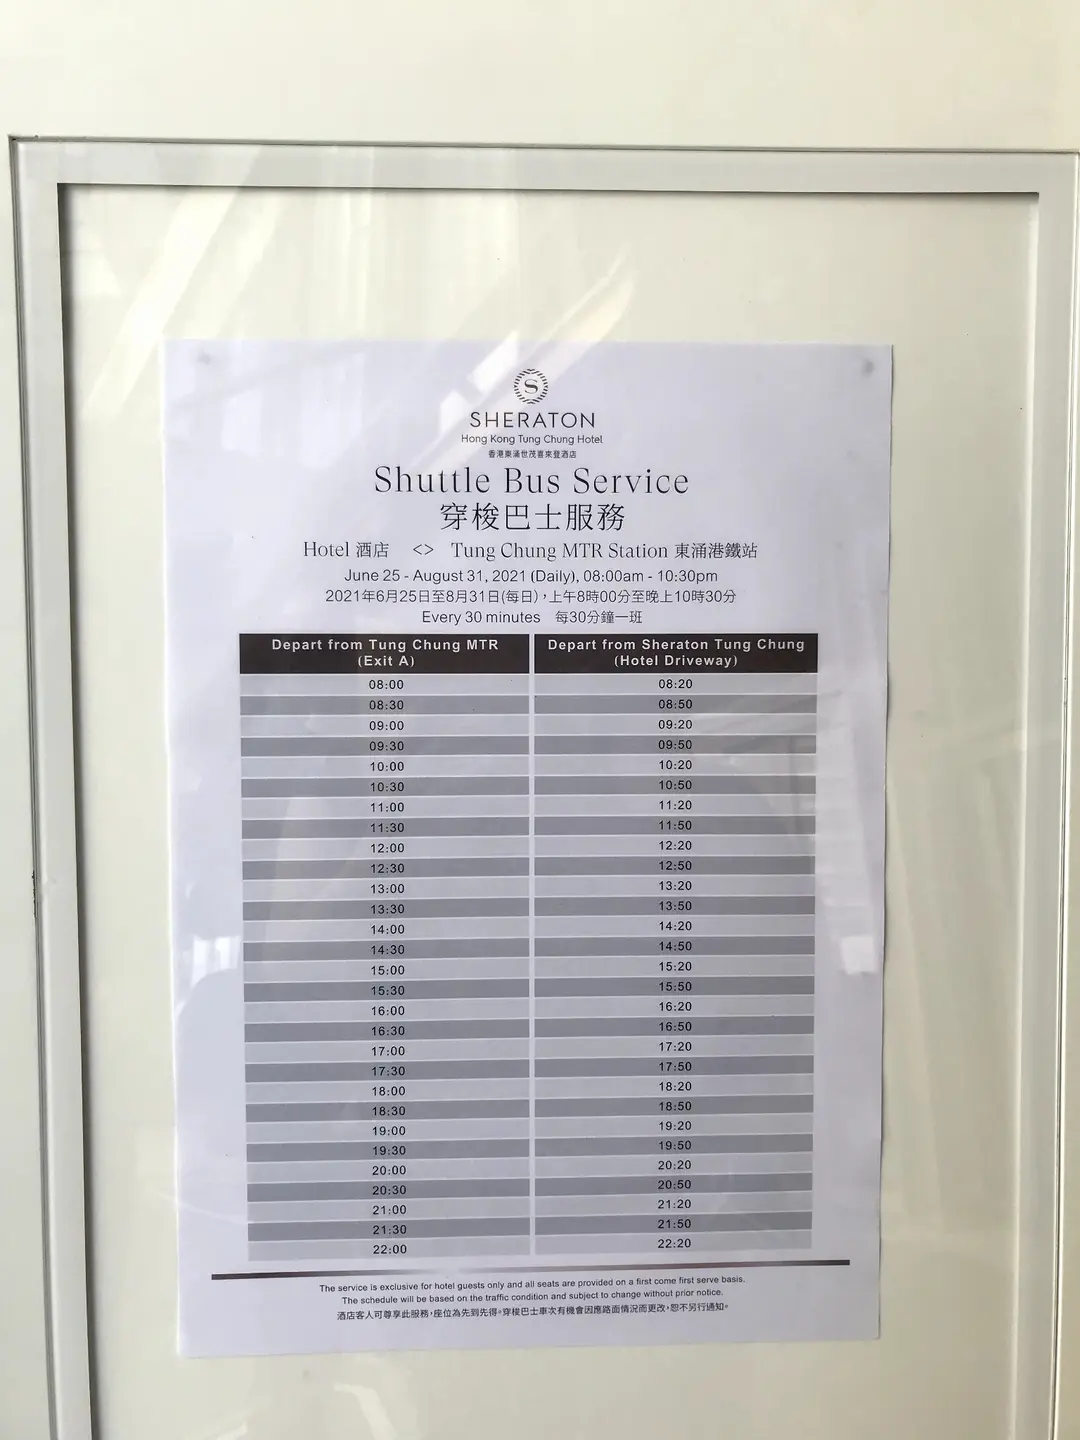 S
SHERATON
Hong Kong Tung Chung Hotel
香港東涌世茂喜來登酒店
Shuttle Bus Service
穿梭巴士服務
Hotel 酒店 <> Tung Chung MTR Station 東涌港鐵站
June 25 - August 31, 2021 (Daily), 08:00am - 10:30pm
2021年6月25日至8月31日(每日)，上午8時00分至晚上10時30分
Every 30 minutes 每30分鐘一班
Depart from Tung Chung MTR Depart from Sheraton Tung Chung
(Exit A) (Hotel Driveway)
08:00 08:20
08:30 08:50
09:00 09:20
09:30 09:50
10:00 10:20
10:30 10:50
11:00 11:20
11:30 11:50
12:00 12:20
12:30 12:50
13:00 13:20
13:30 13:50
14:00 14:20
14:30 14:50
15:00 15:20
15:30 15:50
16:00 16:20
16:30 16:50
17:00 17:20
17:30 17:50
18:00 18:20
18:30 18:50
19:00 19:20
19:30 19:50
20:00 20:20
20:30 20:50
21:00 21:20
21:30 21:50
22:00 22:20
The service is exclusive for hotel guests only and all seats are provided on a first come first serve basis.
The schedule will be based on the traffic condition and subject to change without prior notice.
酒店客人可尊享此服務，座位為先到先得。穿梭巴士車次有機會因應路面情況而更改，恕不另行通知。